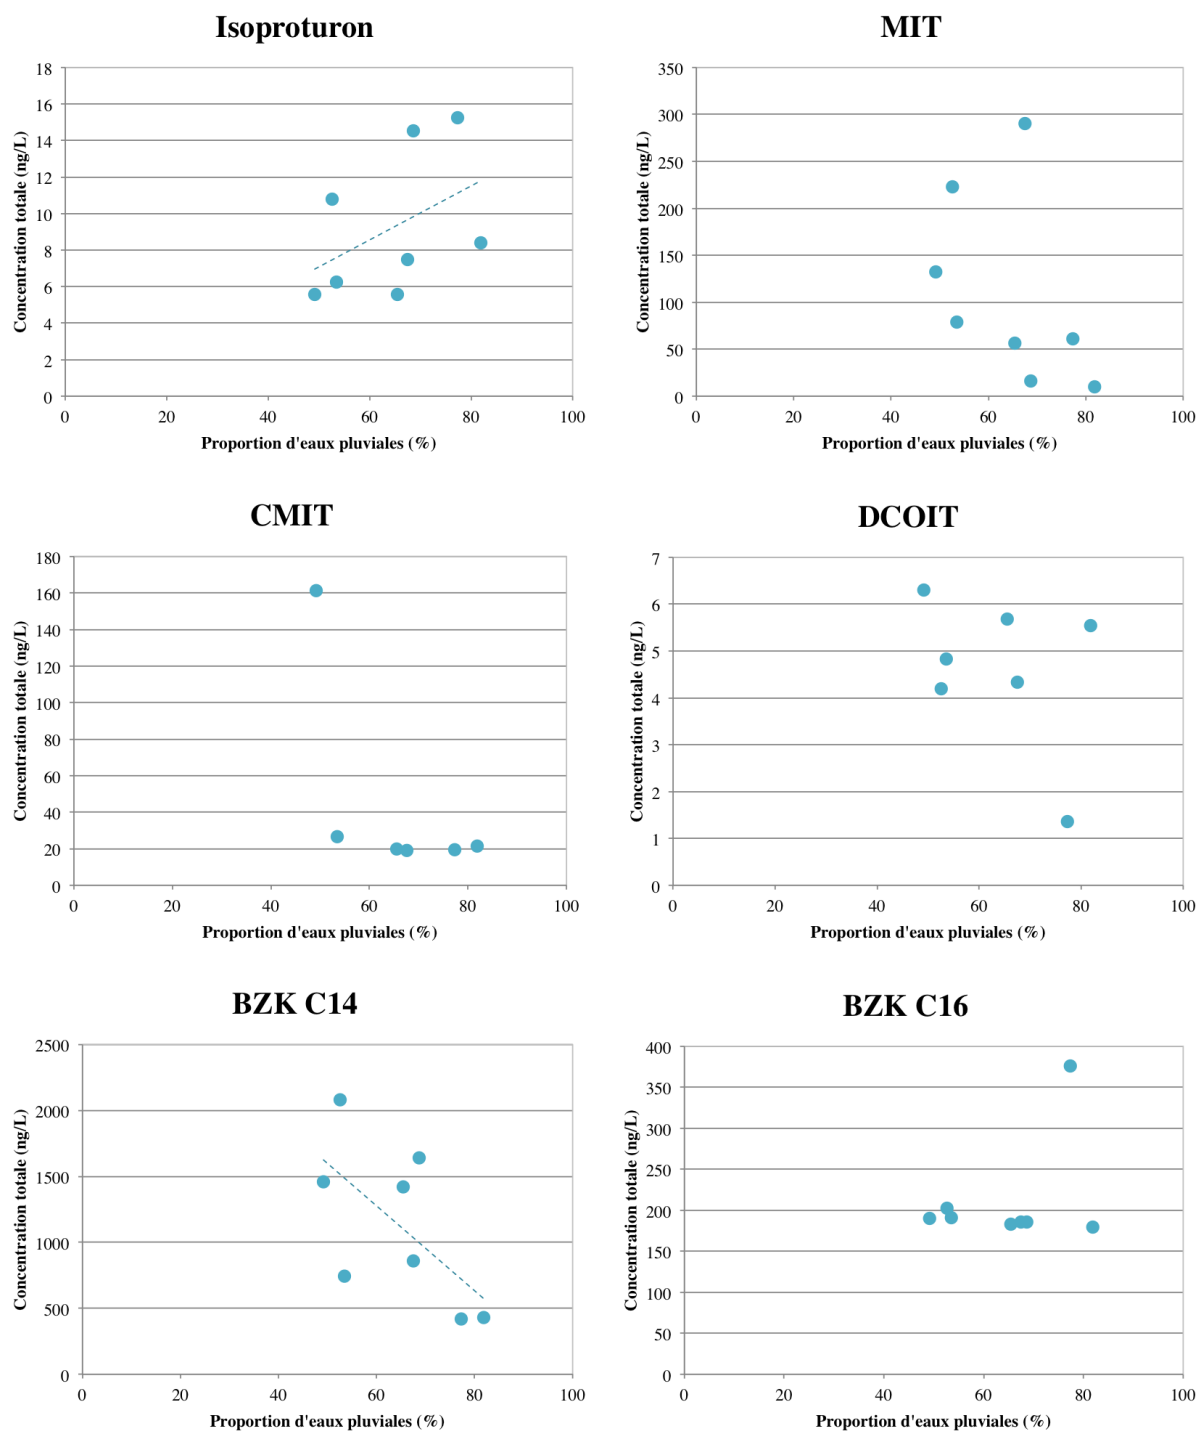 Isoproturon
18
16
14
12
10
8
6
4
2
0
0 20 40 60 80 100
Concentration totale (ng/L)
Proportion d'eaux pluviales (%)
MIT
350
300
250
200
150
100
50
0
0 20 40 60 80 100
Concentration totale (ng/L)
Proportion d'eaux pluviales (%)
CMIT
180
160
140
120
100
80
60
40
20
0
0 20 40 60 80 100
Concentration totale (ng/L)
Proportion d'eaux pluviales (%)
DCOIT
7
6
5
4
3
2
1
0
0 20 40 60 80 100
Concentration totale (ng/L)
Proportion d'eaux pluviales (%)
BZK C14
2500
2000
1500
1000
500
0
0 20 40 60 80 100
Concentration totale (ng/L)
Proportion d'eaux pluviales (%)
BZK C16
400
350
300
250
200
150
100
50
0
0 20 40 60 80 100
Concentration totale (ng/L)
Proportion d'eaux pluviales (%)